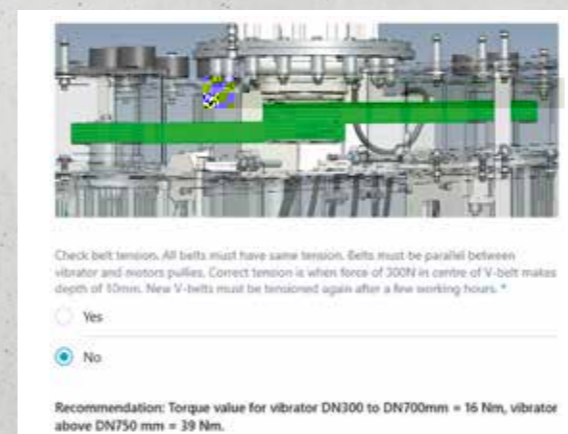 Check belt tension. All belts must have same tension. Belts must be parallel between
vibrator and motors pullies. Correct tension is when force of 300N in centre of V-belt makes
depth of 10mm. New V-belts must be tensioned again after a few working hours. *
Yes
No
Recommendation: Torque value for vibrator DN300 to DN700mm = 16 Nm, vibrator
above DN750 mm = 39 Nm.